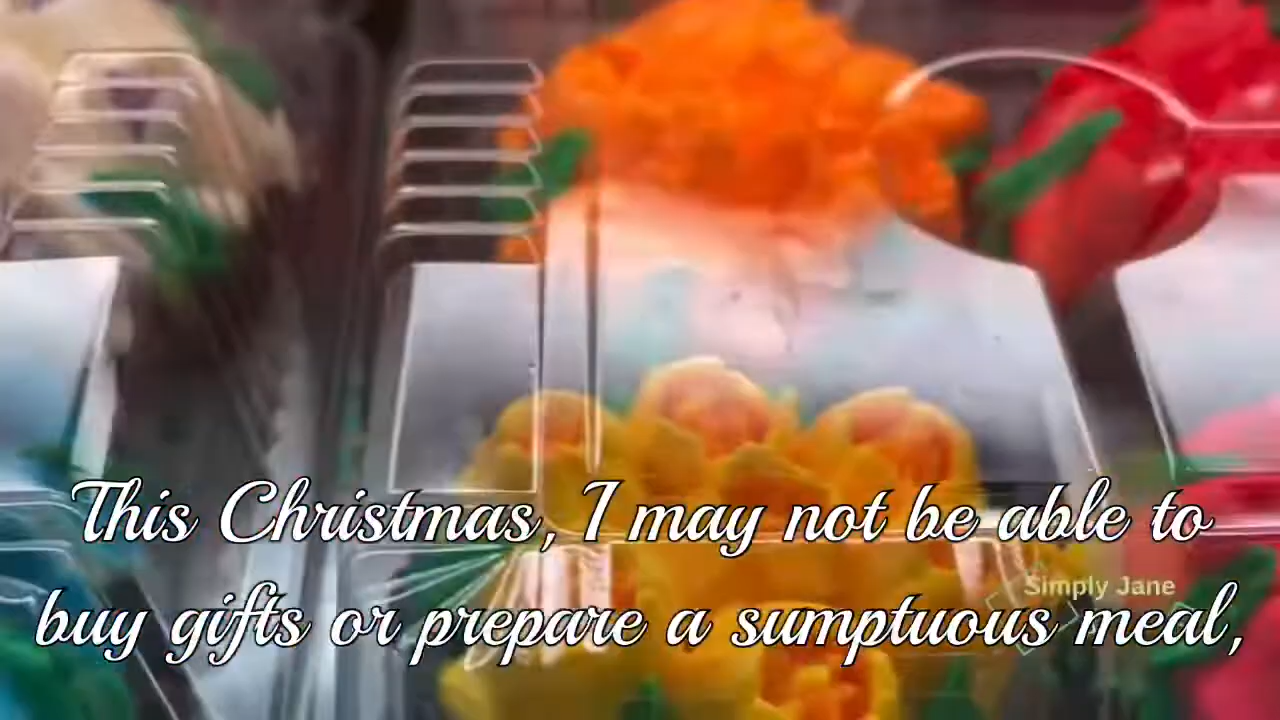 This Christmas, I may not be able to
Simply Jane
buy gifts or prepare a sumptuous meal,